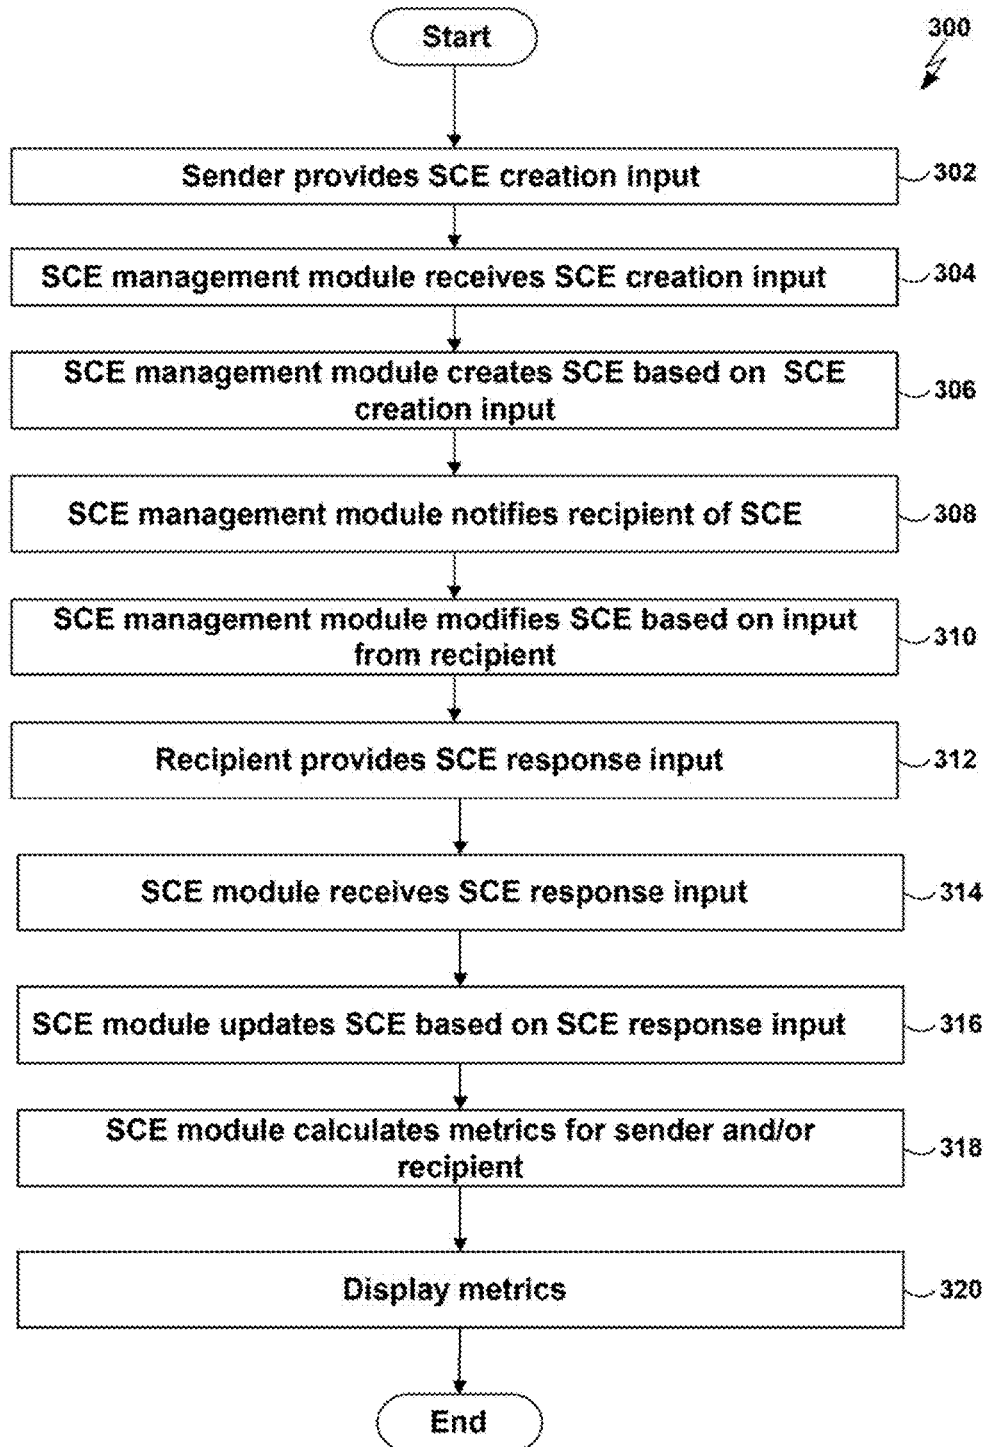 Start
300
Sender provides SCE creation input
302
SCE management module receives SCE creation input
304
SCE management module creates SCE based on SCE
creation input
306
SCE management module notifies recipient of SCE
308
SCE management module modifies SCE based on input
from recipient
310
Recipient provides SCE response input
312
SCE module receives SCE response input
314
SCE module updates SCE based on SCE response input
316
SCE module calculates metrics for sender and/or
recipient
318
Display metrics
320
End